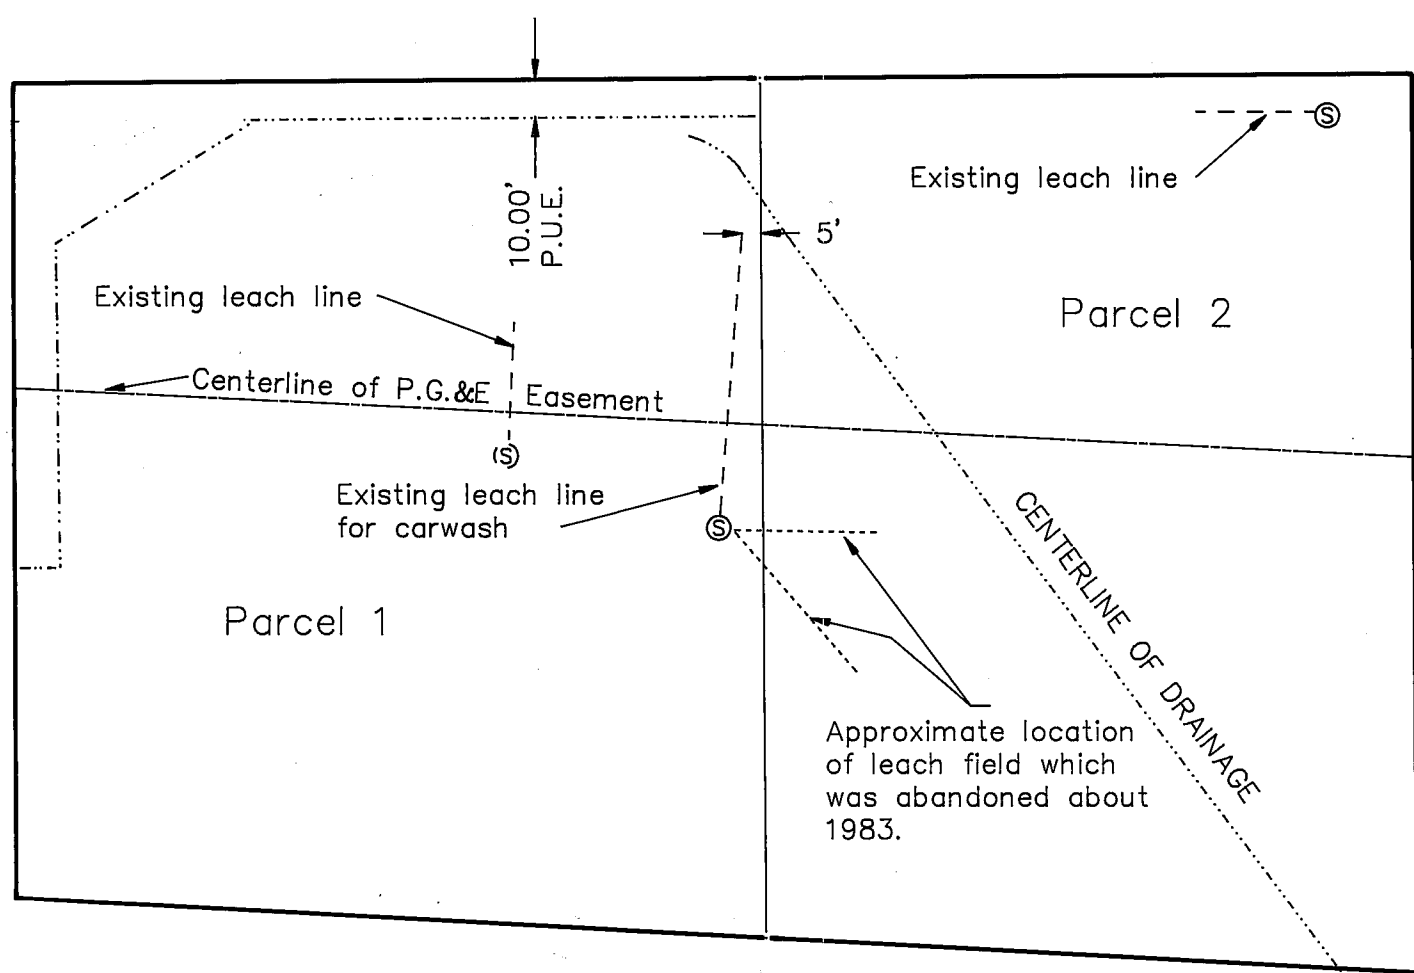 10.00'
P.U.E.
S
Existing leach line
5'
Parcel 2
Existing leach line
Centerline of P.G.&E Easement
S
Existing leach line
for carwash
S
CENTERLINE OF DRAINAGE
Parcel 1
Approximate location
of leach field which
was abandoned about
1983.